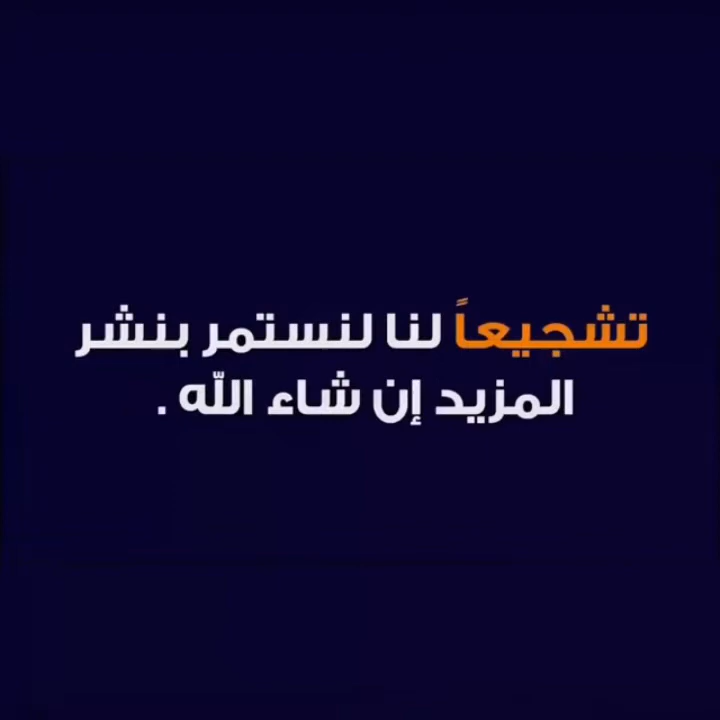 تشجيعاً لنا لنستمر بنشر
المزيد إن شاء الله .